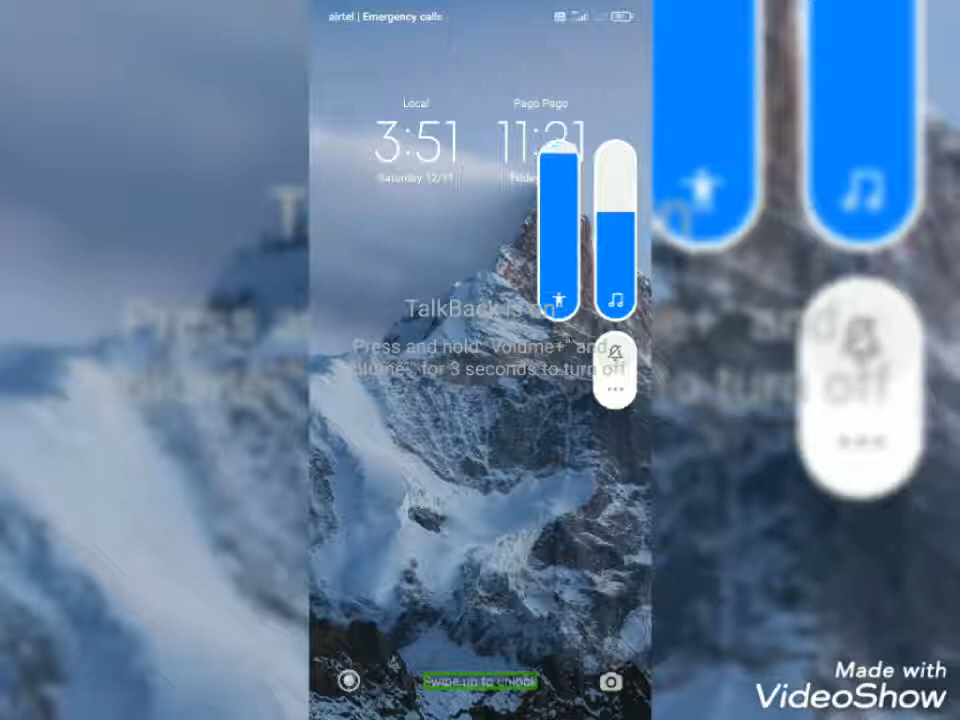 airtel | Emergency calls
Local
Pago Pago
3:51
11:21
Saturday 12/11
TalkBack is on
Press and hold "Volume+" and
"Volume-" for 3 seconds to turn off
Swipe up to unlock
Made with
VideoShow